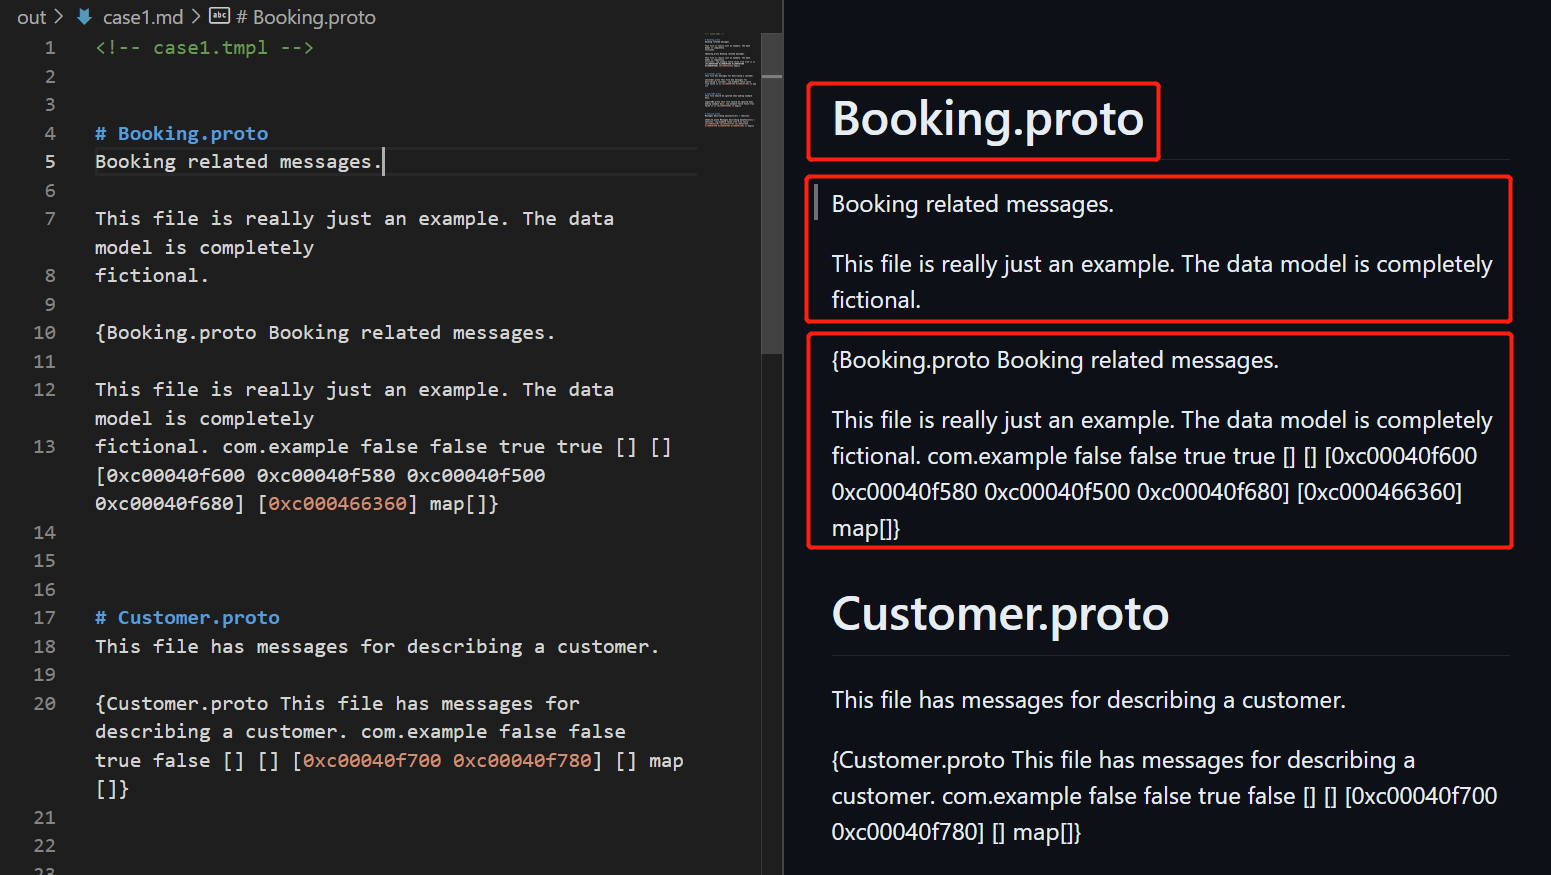 out > case1.md > # Booking.proto
1 <!-- case1.tmpl -->
2
3
4 # Booking.proto
5 Booking related messages.
6
7 This file is really just an example. The data
model is completely
8 fictional.
9
10 {Booking.proto Booking related messages.
11
12 This file is really just an example. The data
model is completely
13 fictional. com.example false false true true [] []
[0xc00040f600 0xc00040f580 0xc00040f500
0xc00040f680] [0xc000466360] map[]}
14
15
16
17 # Customer.proto
18 This file has messages for describing a customer.
19
20 {Customer.proto This file has messages for
describing a customer. com.example false false
true false [] [] [0xc00040f700 0xc00040f780] [] map
[]}
21
22
23
Booking.proto
Booking related messages.
This file is really just an example. The data model is completely
fictional.
{Booking.proto Booking related messages.
This file is really just an example. The data model is completely
fictional. com.example false false true true [] [] [0xc00040f600
0xc00040f580 0xc00040f500 0xc00040f680] [0xc000466360]
map[]}
Customer.proto
This file has messages for describing a customer.
{Customer.proto This file has messages for describing a
customer. com.example false false true false [] [] [0xc00040f700
0xc00040f780] [] map[]}